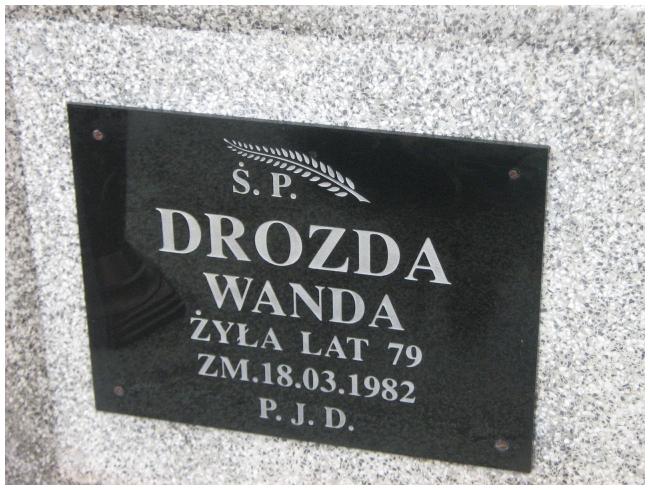 Ś. P.
DROZDA
WANDA
ŻYŁA LAT 79
ZM.18.03.1982
P. J. D.